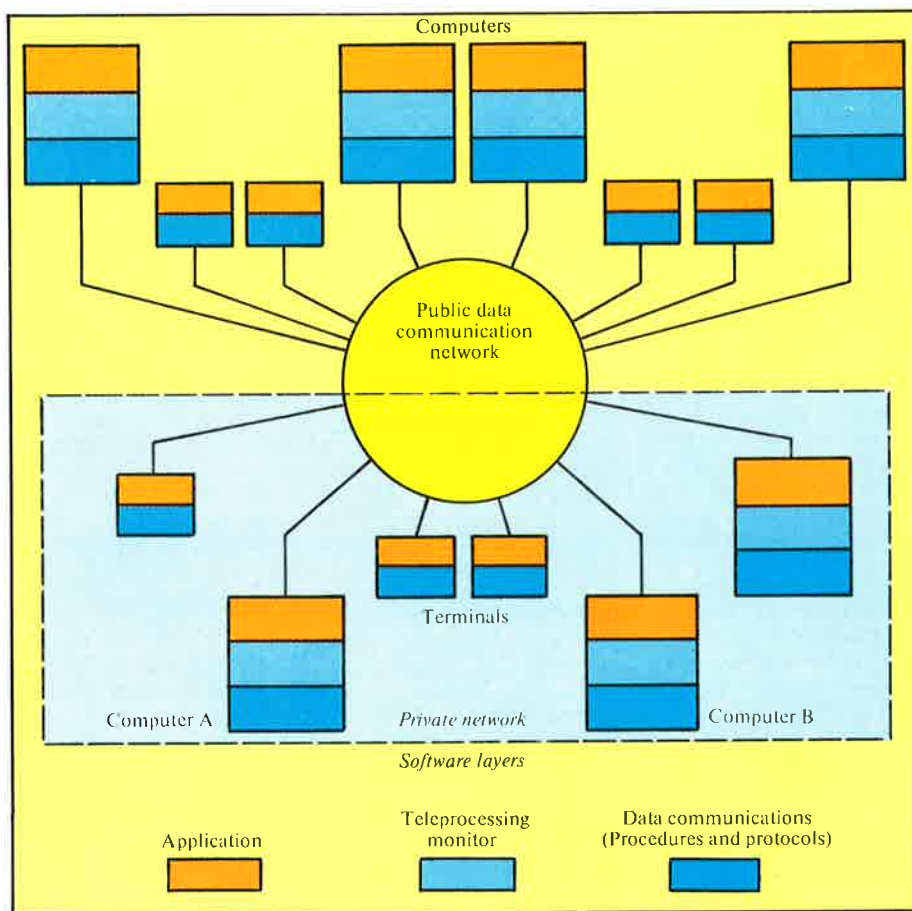 Computers
Public data
communication
network
Terminals
Computer A
Private network
Computer B
Software layers
Application
Teleprocessing
monitor
Data communications
(Procedures and protocols)